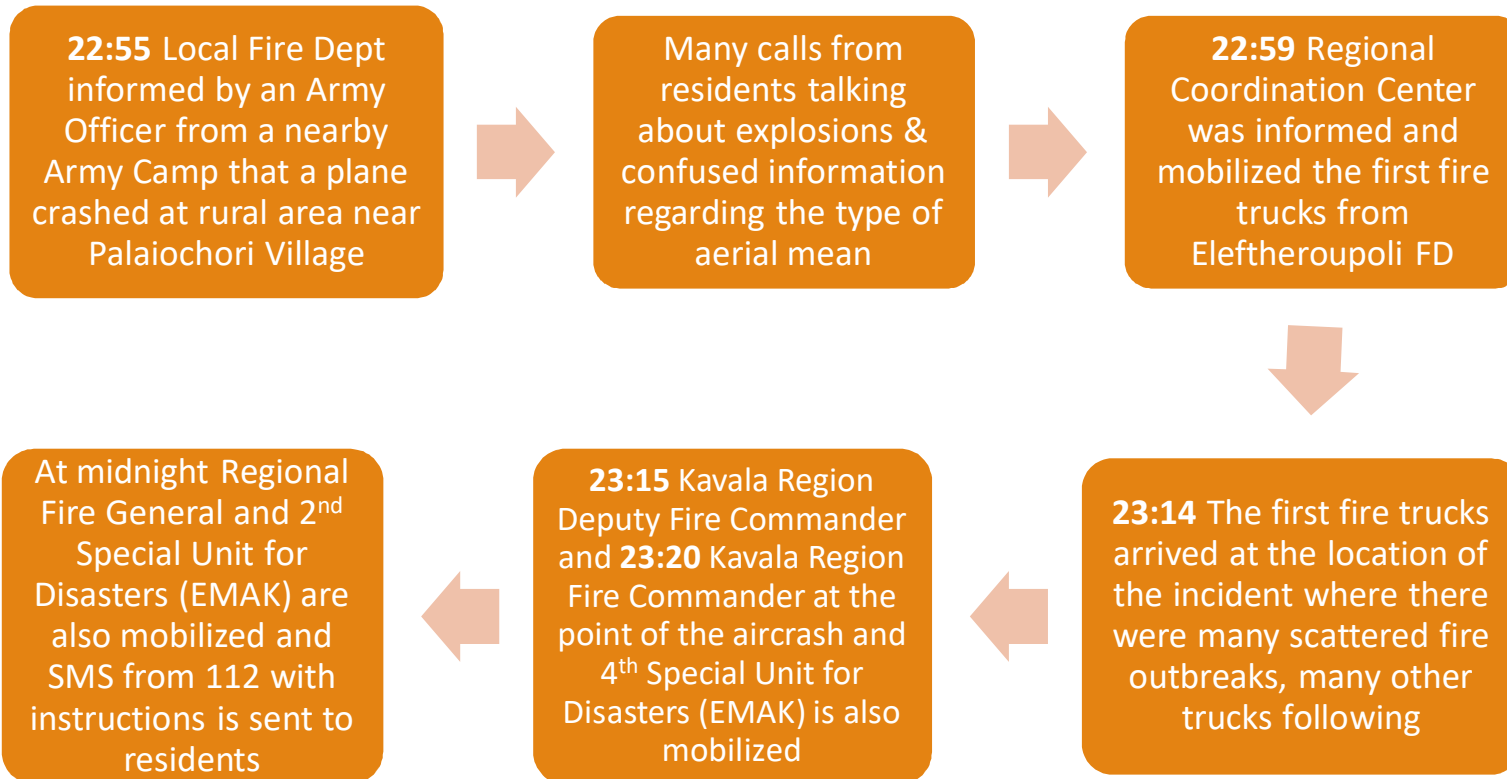 22:55 Local Fire Dept
informed by an Army
Officer from a nearby
Army Camp that a plane
crashed at rural area near
Palaiochori Village
Many calls from
residents talking
about explosions &
confused information
regarding the type of
aerial mean
22:59 Regional
Coordination Center
was informed and
mobilized the first fire
trucks from
Eleftheroupoli FD
23:14 The first fire trucks
arrived at the location of
the incident where there
were many scattered fire
outbreaks, many other
trucks following
23:15 Kavala Region
Deputy Fire Commander
and 23:20 Kavala Region
Fire Commander at the
point of the aircrash and
4th Special Unit for
Disasters (EMAK) is also
mobilized
At midnight Regional
Fire General and 2nd
Special Unit for
Disasters (EMAK) are
also mobilized and
SMS from 112 with
instructions is sent to
residents